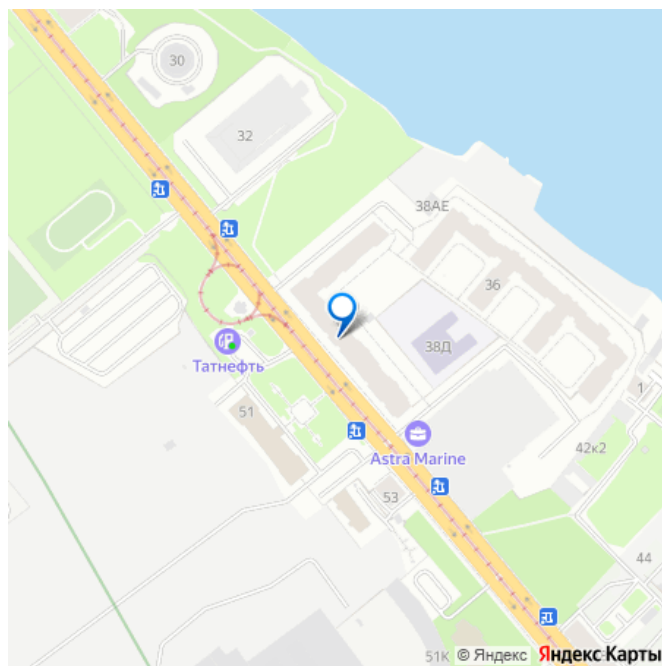 30
32
38АЕ
36
38Д
Татнефть
51
1
Astra Marine
42к2
53
44
51К
© Яндекс
Яндекс Карты